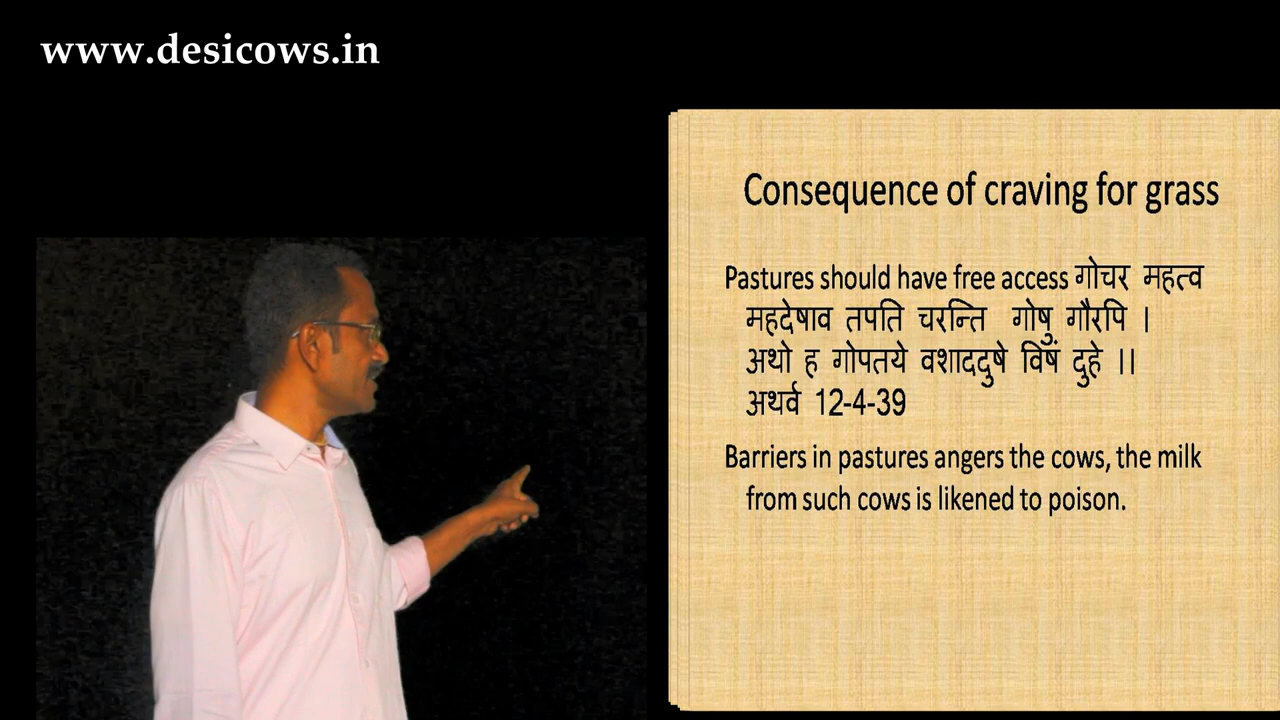 www.desicows.in
Consequence of craving for grass
Pastures should have free access गोचर महत्व
महदेषाव तपति चरन्ति गोषु गौरपि ।
अथो ह गोपतये वशाददुषे विषं दुहे ।।
अथर्व 12-4-39
Barriers in pastures angers the cows, the milk
from such cows is likened to poison.